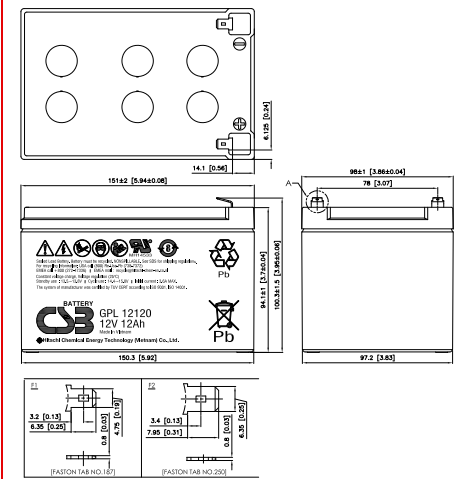 6.125 [0.24]
14.1 [0.56]
151±2 [5.94±0.08]
98±1 [3.86±0.04]
78 [3.07]
A
94.1±1 [3.7±0.04]
100.3±1.5 [3.95±0.06]
Pb
BATTERY
CSB
GPL 12120
12V 12Ah
Made in Vietnam
Hitachi Chemical Energy Technology (Vietnam) Co., Ltd.
Pb
150.3 [5.92]
97.2 [3.83]
F1
3.2 [0.13]
6.35 [0.25]
4.75 [0.19]
0.8 [0.03]
(FASTON TAB NO.187)
F2
3.4 [0.13]
7.95 [0.31]
6.35 [0.25]
0.8 [0.03]
(FASTON TAB NO.250)